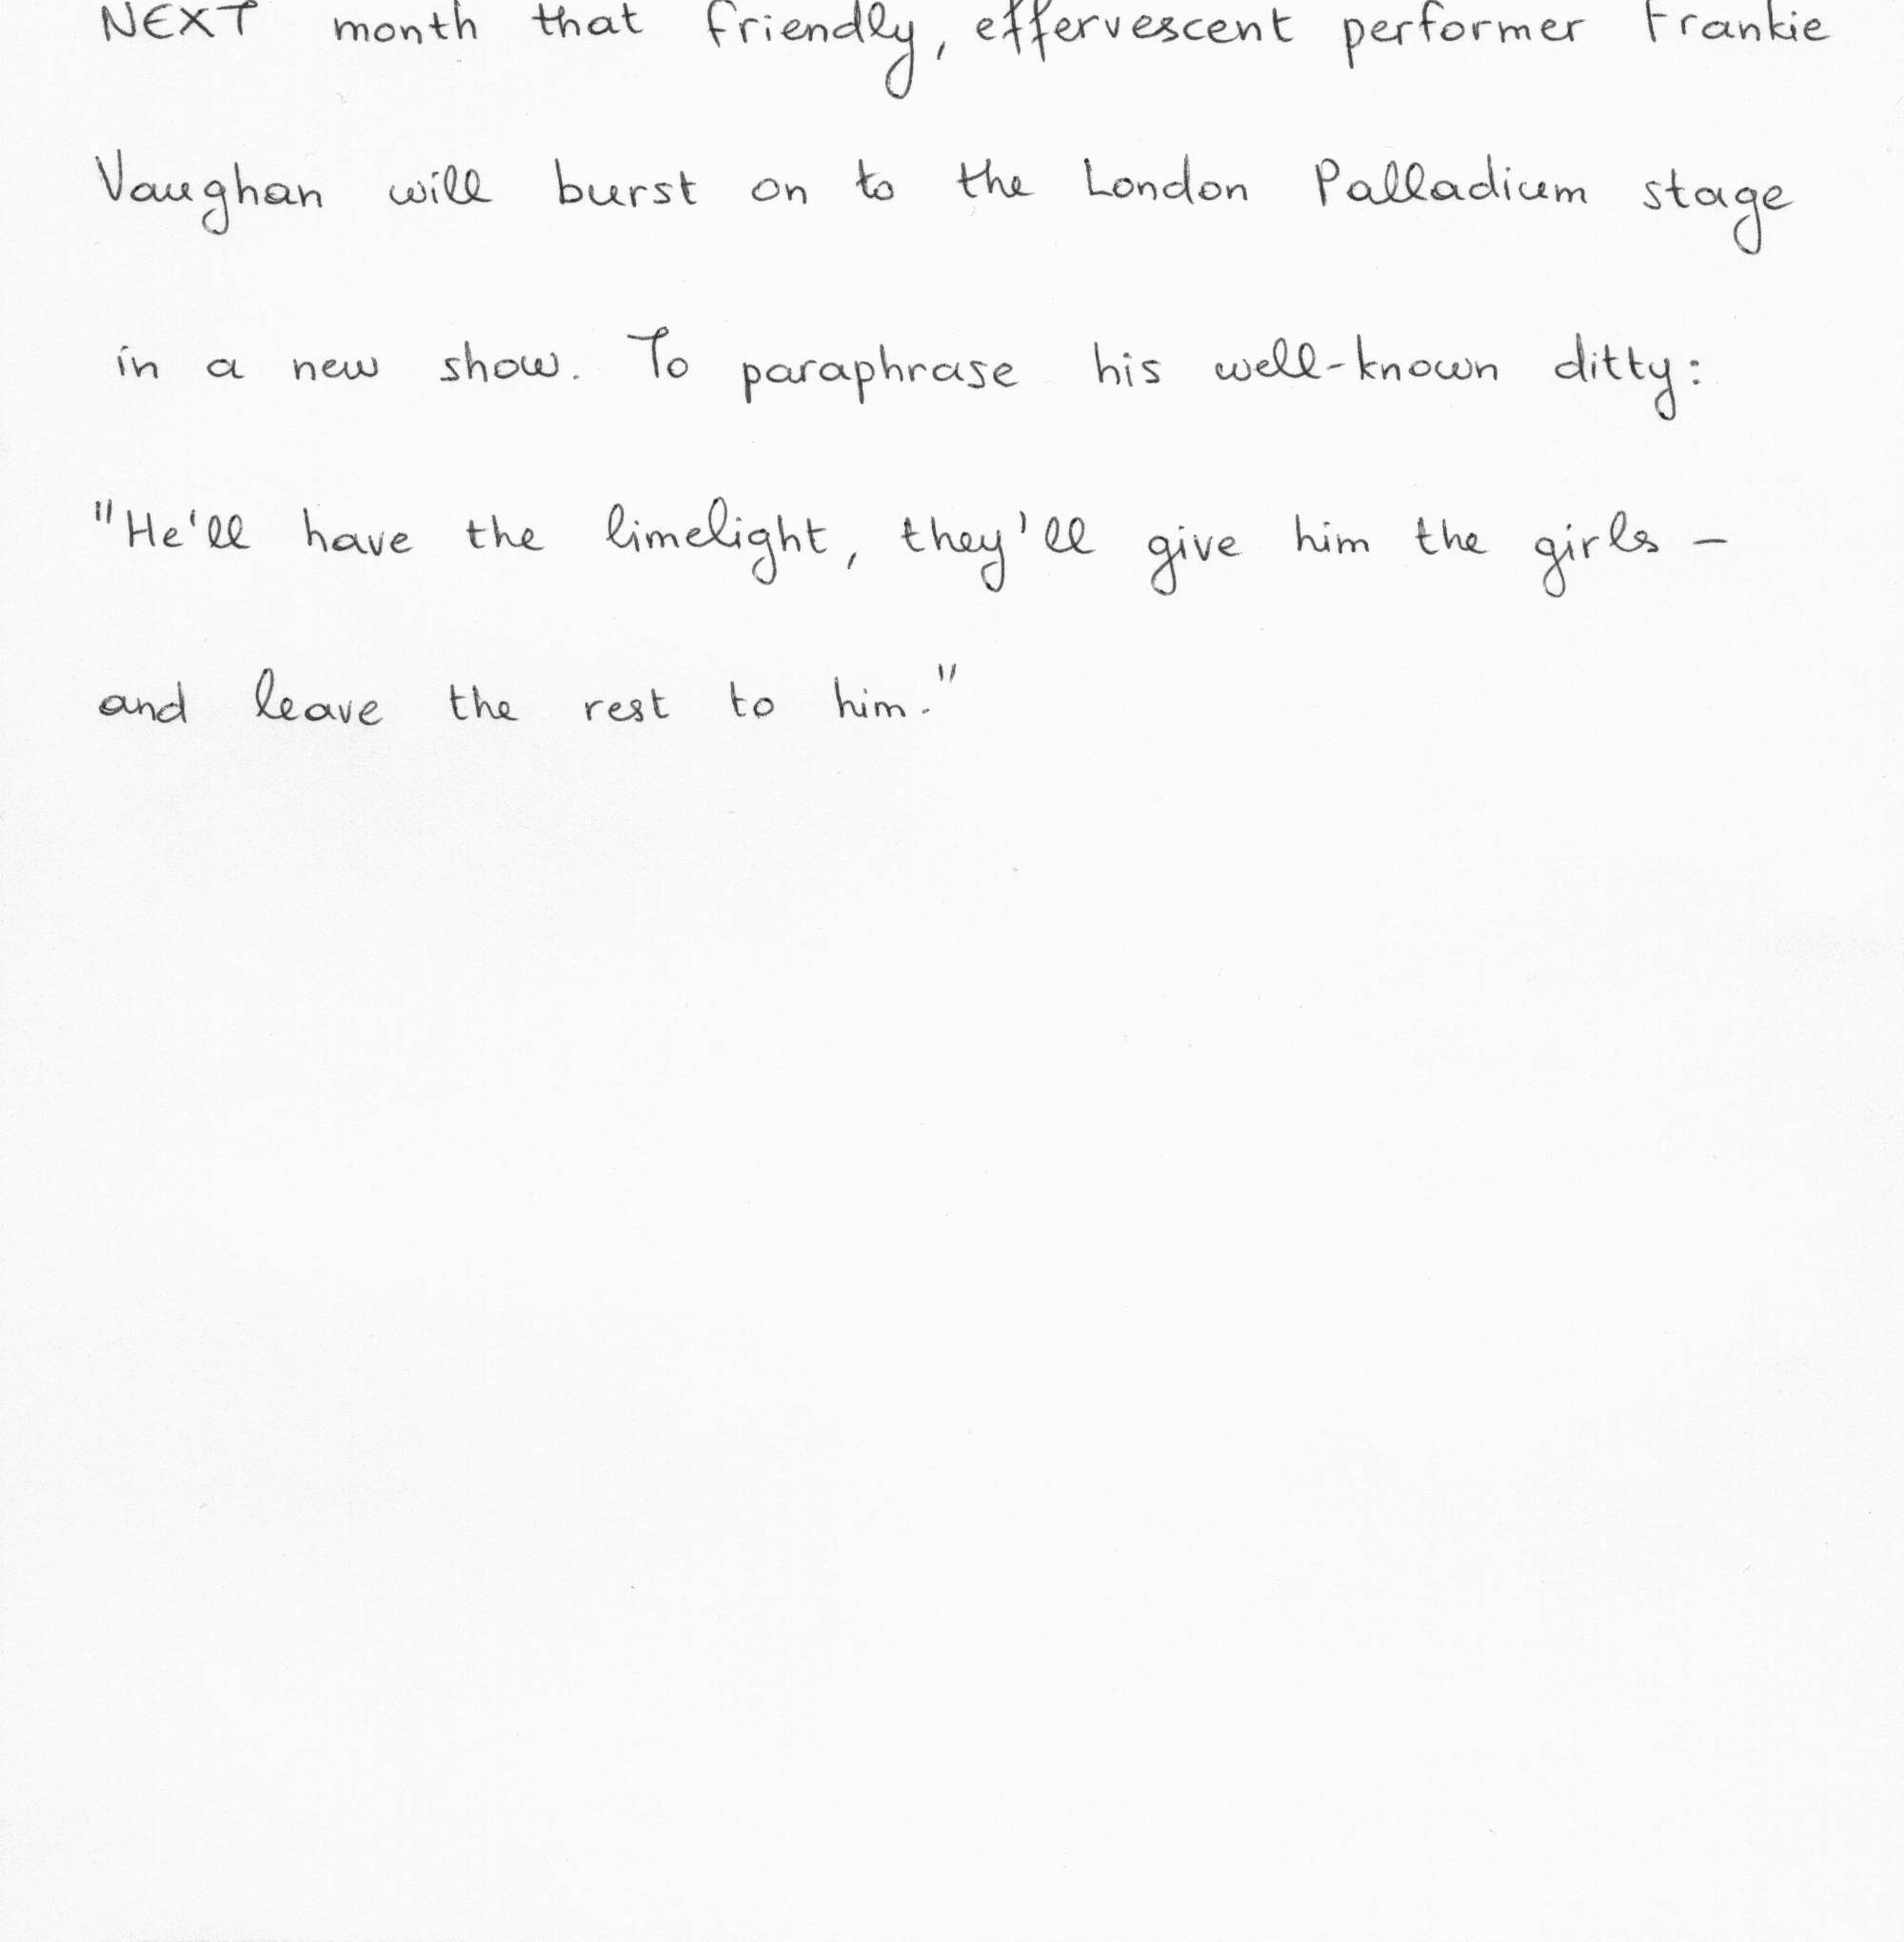 NEXT month that friendly, effervescent performer Frankie
Vaughan will burst on to the London Palladium stage
in a new show. To paraphrase his well-known ditty:
"He'll have the limelight, they'll give him the girls -
and leave the rest to him."